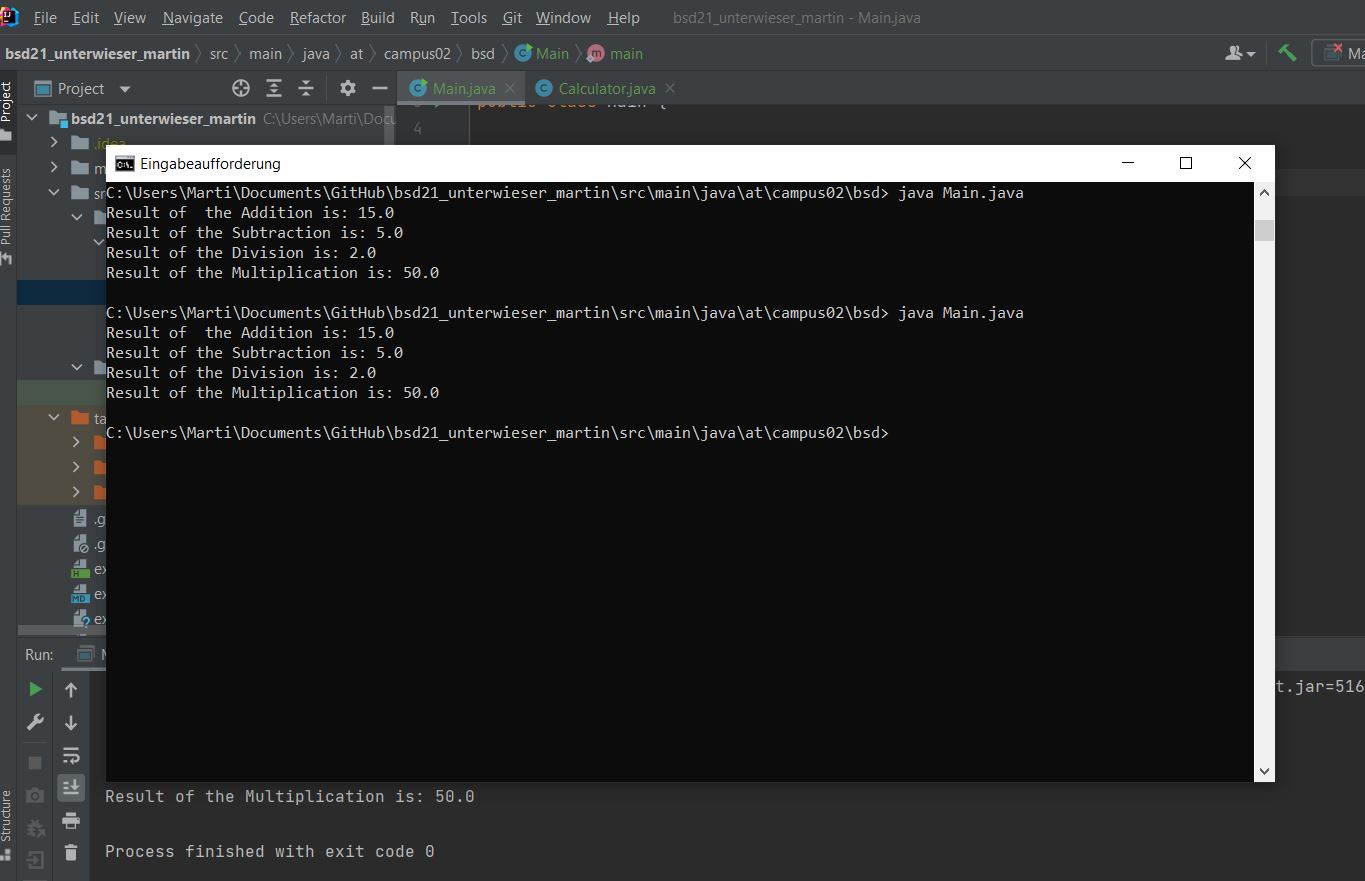 File Edit View Navigate Code Refactor Build Run Tools Git Window Help bsd21_unterwieser_martin - Main.java
bsd21_unterwieser_martin src main java at campus02 bsd Main main
Project
Project Main.java Calculator.java
bsd21_unterwieser_martin C:\Users\Marti\Docu
4
.idea
Pull Requests
Eingabeaufforderung
C:\Users\Marti\Documents\GitHub\bsd21_unterwieser_martin\src\main\java\at\campus02\bsd> java Main.java
Result of  the Addition is: 15.0
Result of the Subtraction is: 5.0
Result of the Division is: 2.0
Result of the Multiplication is: 50.0
C:\Users\Marti\Documents\GitHub\bsd21_unterwieser_martin\src\main\java\at\campus02\bsd> java Main.java
Result of  the Addition is: 15.0
Result of the Subtraction is: 5.0
Result of the Division is: 2.0
Result of the Multiplication is: 50.0
C:\Users\Marti\Documents\GitHub\bsd21_unterwieser_martin\src\main\java\at\campus02\bsd>
Run:
t.jar=516
Structure
Result of the Multiplication is: 50.0
Process finished with exit code 0